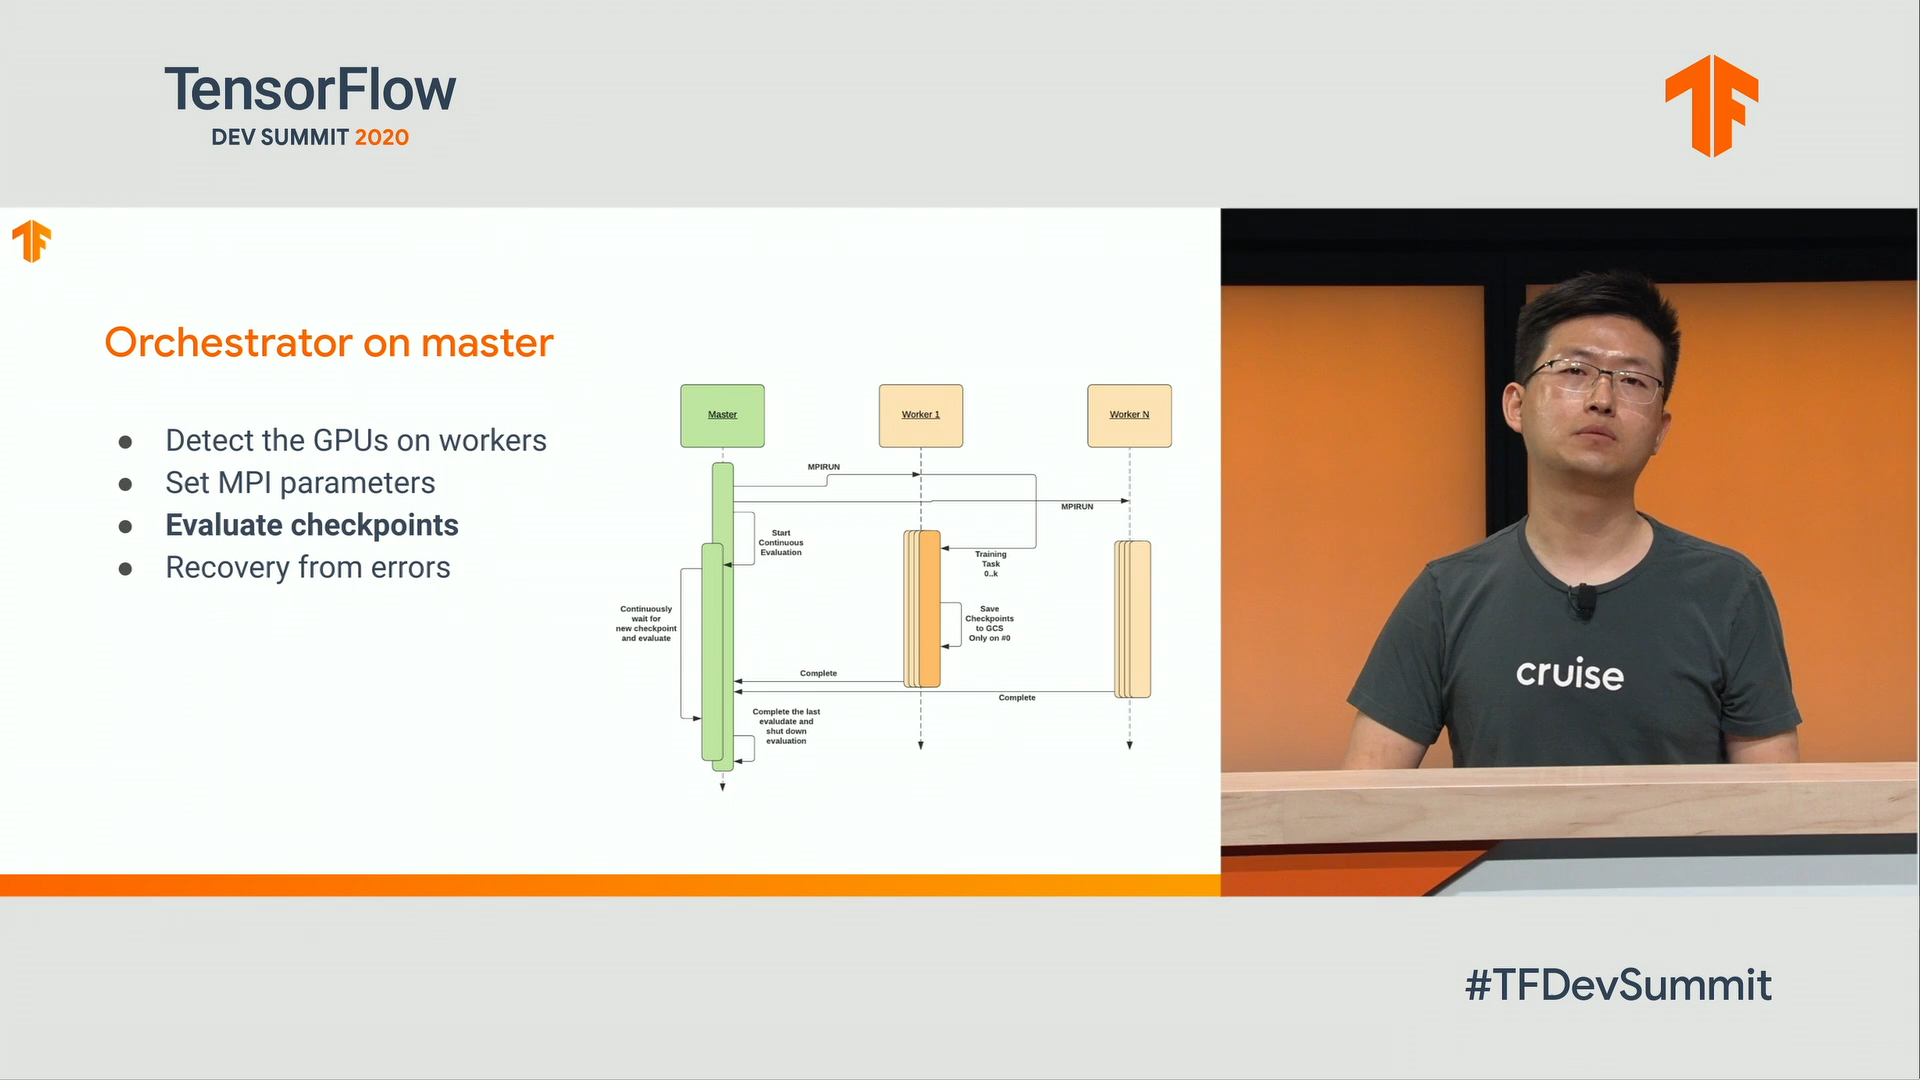 TensorFlow
DEV SUMMIT 2020
Orchestrator on master
● Detect the GPUs on workers
● Set MPI parameters
● Evaluate checkpoints
● Recovery from errors
Master
Worker 1
Worker N
MPIRUN
MPIRUN
Start
Continuous
Evaluation
Training
Task
0..k
Continuously
wait for
new checkpoint
and evaluate
Save
Checkpoints
to GCS
Only on #0
Complete
Complete
Complete the last
evaludate and
shut down
evaluation
cruise
#TFDevSummit